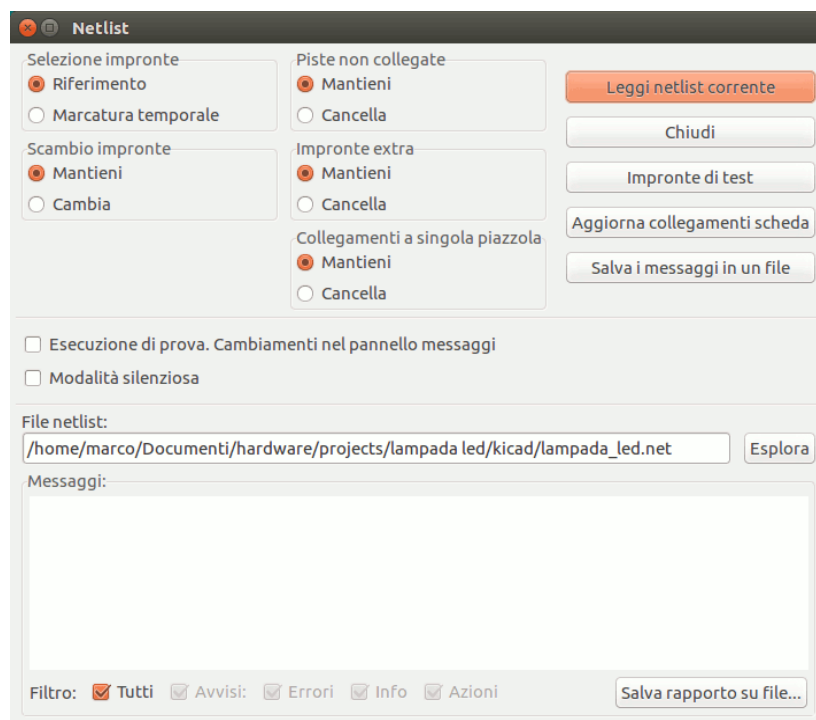 Netlist
Selezione impronte
Riferimento
Marcatura temporale
Scambio impronte
Mantieni
Cambia
Piste non collegate
Mantieni
Cancella
Impronte extra
Mantieni
Cancella
Collegamenti a singola piazzola
Mantieni
Cancella
Leggi netlist corrente
Chiudi
Impronte di test
Aggiorna collegamenti scheda
Salva i messaggi in un file
Esecuzione di prova. Cambiamenti nel pannello messaggi
Modalità silenziosa
File netlist:
/home/marco/Documenti/hardware/projects/lampada led/kicad/lampada_led.net Esplora
Messaggi:
Filtro: Tutti Avvisi: Errori Info Azioni Salva rapporto su file...